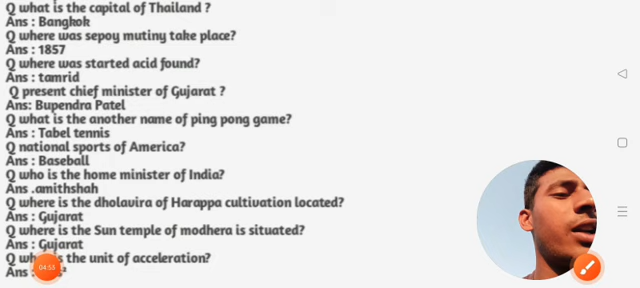 Q what is the capital of Thailand ?
Ans : Bangkok
Q where was sepoy mutiny take place?
Ans : 1857
Q where was started acid found?
Ans : tamrid
Q present chief minister of Gujarat ?
Ans: Bupendra Patel
Q what is the another name of ping pong game?
Ans : Tabel tennis
Q national sports of America?
Ans : Baseball
Q who is the home minister of India?
Ans .amithshah
Q where is the dholavira of Harappa cultivation located?
Ans : Gujarat
Q where is the Sun temple of modhera is situated?
Ans : Gujarat
Q the unit of acceleration?
Ans :
04:53